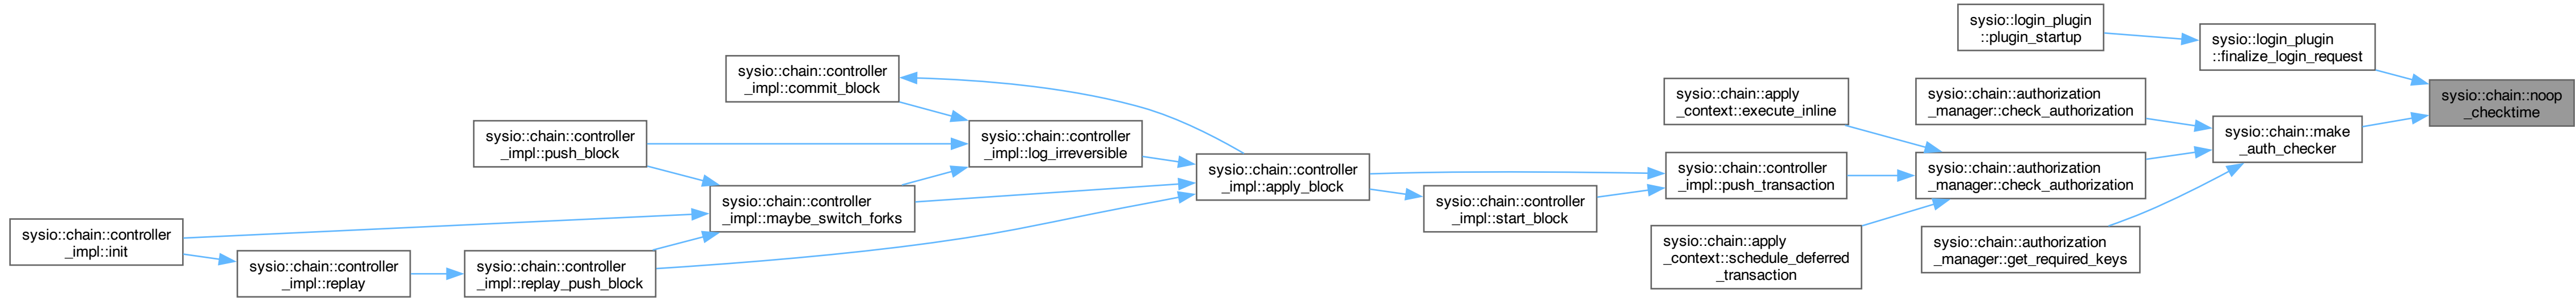 sysio::chain::controller
_impl::init
sysio::chain::controller
_impl::replay
sysio::chain::controller
_impl::push_block
sysio::chain::controller
_impl::replay_push_block
sysio::chain::controller
_impl::commit_block
sysio::chain::controller
_impl::maybe_switch_forks
sysio::chain::controller
_impl::log_irreversible
sysio::chain::controller
_impl::apply_block
sysio::chain::controller
_impl::start_block
sysio::chain::apply
_context::execute_inline
sysio::chain::controller
_impl::push_transaction
sysio::chain::apply
_context::schedule_deferred
_transaction
sysio::login_plugin
::plugin_startup
sysio::chain::authorization
_manager::check_authorization
sysio::chain::authorization
_manager::check_authorization
sysio::chain::authorization
_manager::get_required_keys
sysio::login_plugin
::finalize_login_request
sysio::chain::make
_auth_checker
sysio::chain::noop
_checktime